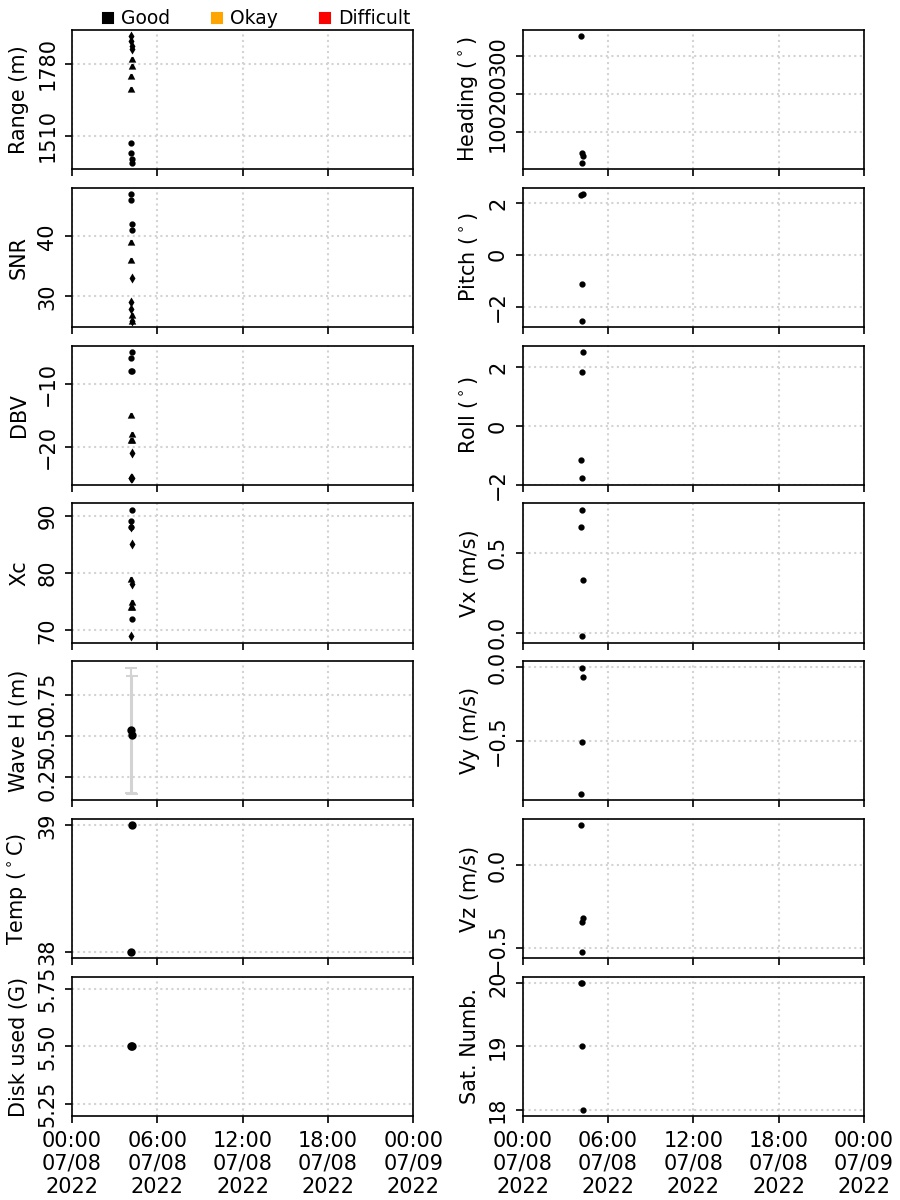 Good Okay Difficult
Range (m)
1780
1510
Heading (°)
300
200
100
SNR
40
30
Pitch (°)
2
0
−2
DBV
−10
−20
Roll (°)
2
0
−2
Xc
90
80
70
Vx (m/s)
0.5
0.0
Wave H (m)
0.75
0.50
0.25
Vy (m/s)
0.0
−0.5
Temp (°C)
39
38
Vz (m/s)
0.0
−0.5
Disk used (G)
5.75
5.50
5.25
Sat. Numb.
20
19
18
00:00 06:00 12:00 18:00 00:00 00:00 06:00 12:00 18:00 00:00
07/08 07/08 07/08 07/08 07/09 07/08 07/08 07/08 07/08 07/09
2022 2022 2022 2022 2022 2022 2022 2022 2022 2022